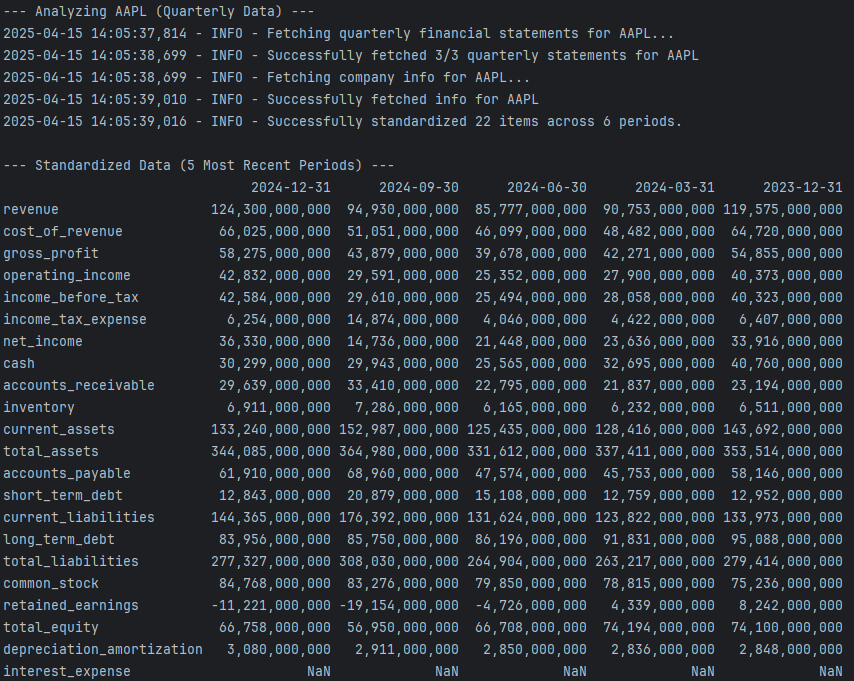 --- Analyzing AAPL (Quarterly Data) ---
2025-04-15 14:05:37,814 - INFO - Fetching quarterly financial statements for AAPL...
2025-04-15 14:05:38,699 - INFO - Successfully fetched 3/3 quarterly statements for AAPL
2025-04-15 14:05:38,699 - INFO - Fetching company info for AAPL...
2025-04-15 14:05:39,010 - INFO - Successfully fetched info for AAPL
2025-04-15 14:05:39,016 - INFO - Successfully standardized 22 items across 6 periods.
--- Standardized Data (5 Most Recent Periods) ---
2024-12-31 2024-09-30 2024-06-30 2024-03-31 2023-12-31
revenue 124,300,000,000 94,930,000,000 85,777,000,000 90,753,000,000 119,575,000,000
cost_of_revenue 66,025,000,000 51,051,000,000 46,099,000,000 48,482,000,000 64,720,000,000
gross_profit 58,275,000,000 43,879,000,000 39,678,000,000 42,271,000,000 54,855,000,000
operating_income 42,832,000,000 29,591,000,000 25,352,000,000 27,900,000,000 40,373,000,000
income_before_tax 42,584,000,000 29,610,000,000 25,494,000,000 28,058,000,000 40,323,000,000
income_tax_expense 6,254,000,000 14,874,000,000 4,046,000,000 4,422,000,000 6,407,000,000
net_income 36,330,000,000 14,736,000,000 21,448,000,000 23,636,000,000 33,916,000,000
cash 30,299,000,000 29,943,000,000 25,565,000,000 32,695,000,000 40,760,000,000
accounts_receivable 29,639,000,000 33,410,000,000 22,795,000,000 21,837,000,000 23,194,000,000
inventory 6,911,000,000 7,286,000,000 6,165,000,000 6,232,000,000 6,511,000,000
current_assets 133,240,000,000 152,987,000,000 125,435,000,000 128,416,000,000 143,692,000,000
total_assets 344,085,000,000 364,980,000,000 331,612,000,000 337,411,000,000 353,514,000,000
accounts_payable 61,910,000,000 68,960,000,000 47,574,000,000 45,753,000,000 58,146,000,000
short_term_debt 12,843,000,000 20,879,000,000 15,108,000,000 12,759,000,000 12,952,000,000
current_liabilities 144,365,000,000 176,392,000,000 131,624,000,000 123,822,000,000 133,973,000,000
long_term_debt 83,956,000,000 85,750,000,000 86,196,000,000 91,831,000,000 95,088,000,000
total_liabilities 277,327,000,000 308,030,000,000 264,904,000,000 263,217,000,000 279,414,000,000
common_stock 84,768,000,000 83,276,000,000 79,850,000,000 78,815,000,000 75,236,000,000
retained_earnings -11,221,000,000 -19,154,000,000 -4,726,000,000 4,339,000,000 8,242,000,000
total_equity 66,758,000,000 56,950,000,000 66,708,000,000 74,194,000,000 74,100,000,000
depreciation_amortization 3,080,000,000 2,911,000,000 2,850,000,000 2,836,000,000 2,848,000,000
interest_expense NaN NaN NaN NaN NaN